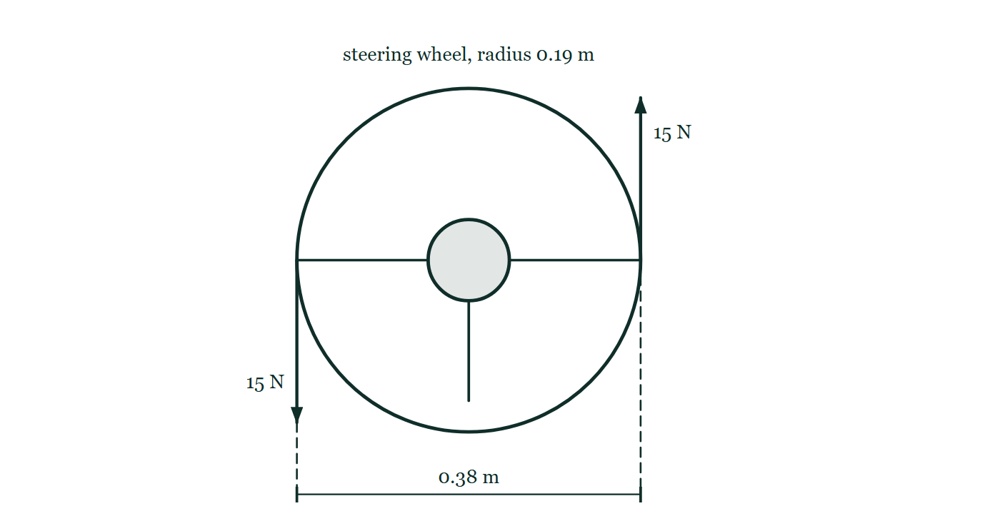 steering wheel, radius 0.19 m
15 N
15 N
0.38 m